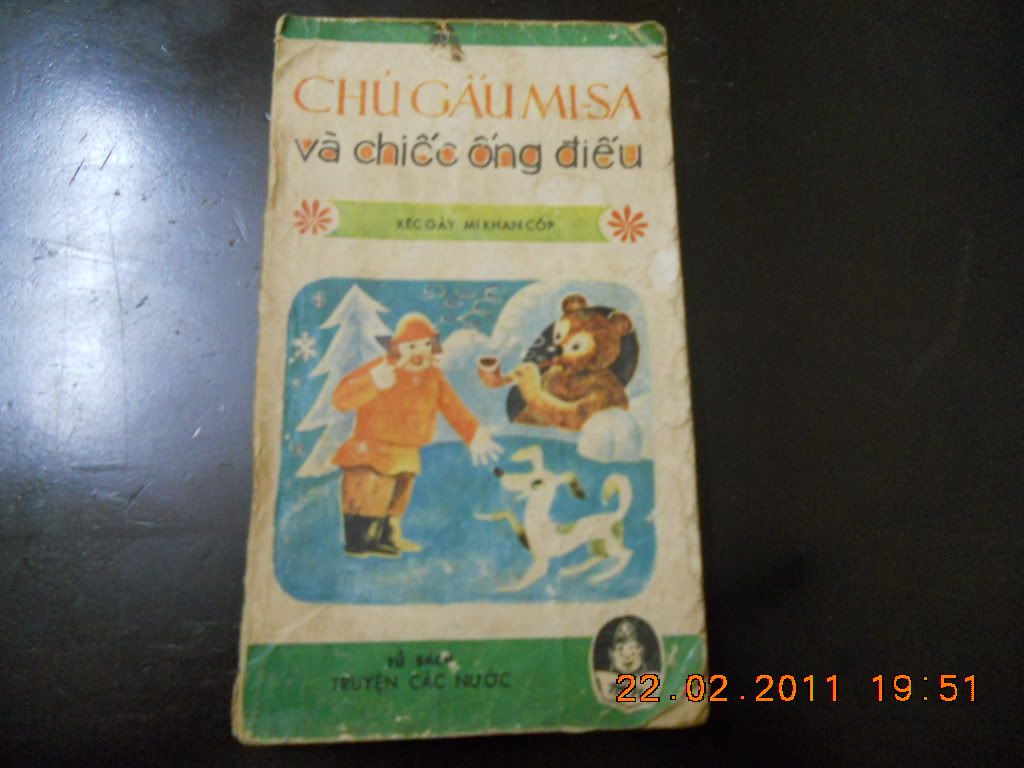 CHÚ GẤU MI-SA
và chiếc ống điếu
XÉC GÂY MI KHAN CỐP
TỦ SÁCH
TRUYỆN CÁC NƯỚC
22.02.2011 19:51